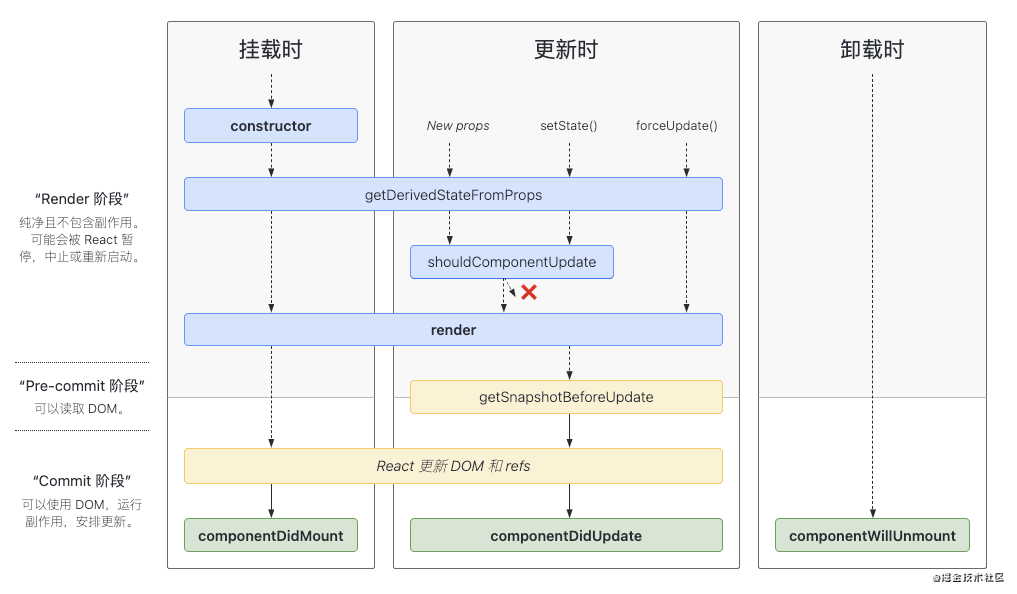 挂载时
更新时
卸载时
constructor
New props
setState()
forceUpdate()
getDerivedStateFromProps
shouldComponentUpdate
render
getSnapshotBeforeUpdate
React 更新 DOM 和 refs
componentDidMount
componentDidUpdate
componentWillUnmount
“Render 阶段”
纯净且不包含副作用。
可能会被 React 暂
停，中止或重新启动。
“Pre-commit 阶段”
可以读取 DOM。
“Commit 阶段”
可以使用 DOM，运行
副作用，安排更新。
@掘金技术社区